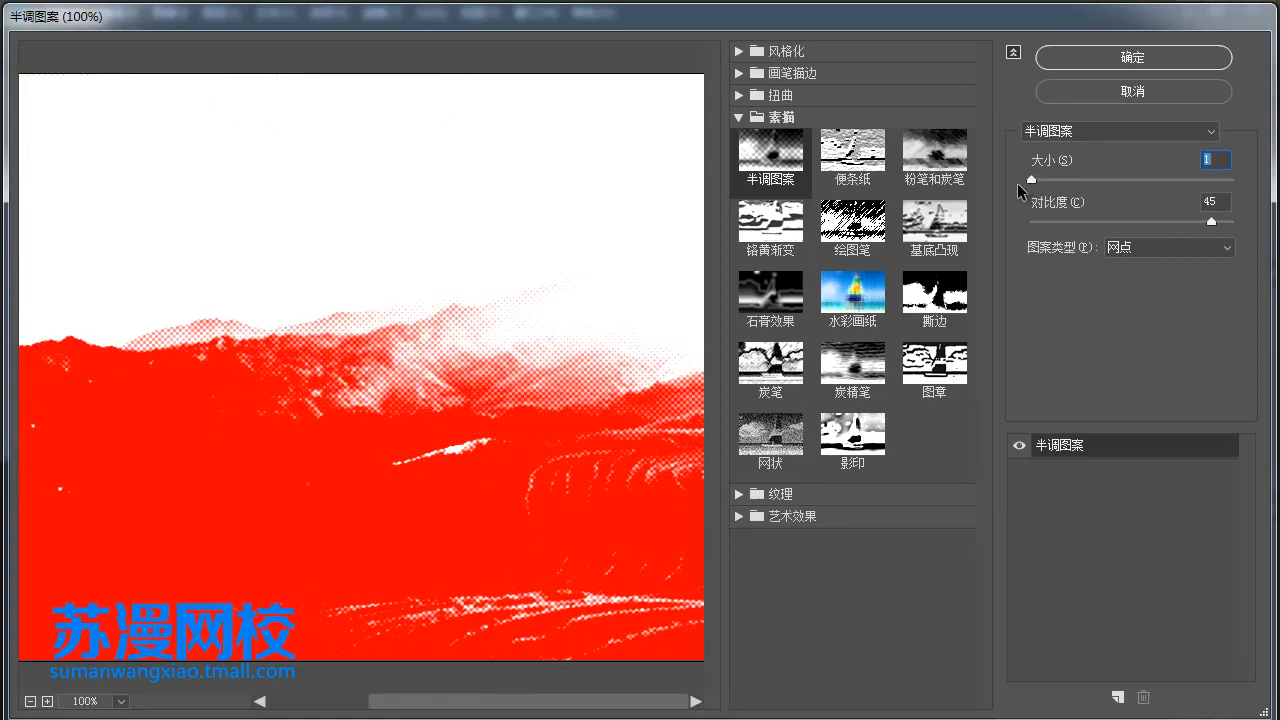 半调图案 (100%)
风格化
画笔描边
扭曲
素描
半调图案
便条纸
粉笔和炭笔
铬黄渐变
绘图笔
基底凸现
石膏效果
水彩画纸
撕边
炭笔
炭精笔
图章
网状
影印
纹理
艺术效果
确定
取消
半调图案
大小(S)
1
对比度(C)
45
图案类型(P):
网点
半调图案
苏漫网校
sumanwangxiao.tmall.com
100%